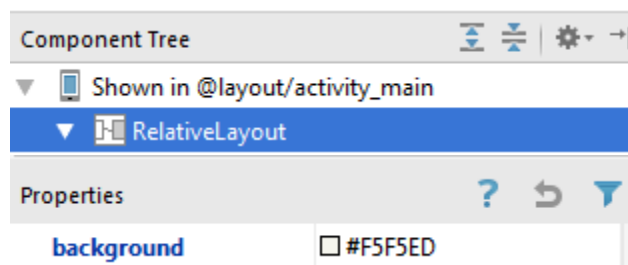 Component Tree
Shown in @layout/activity_main
RelativeLayout
Properties
?
background #F5F5ED